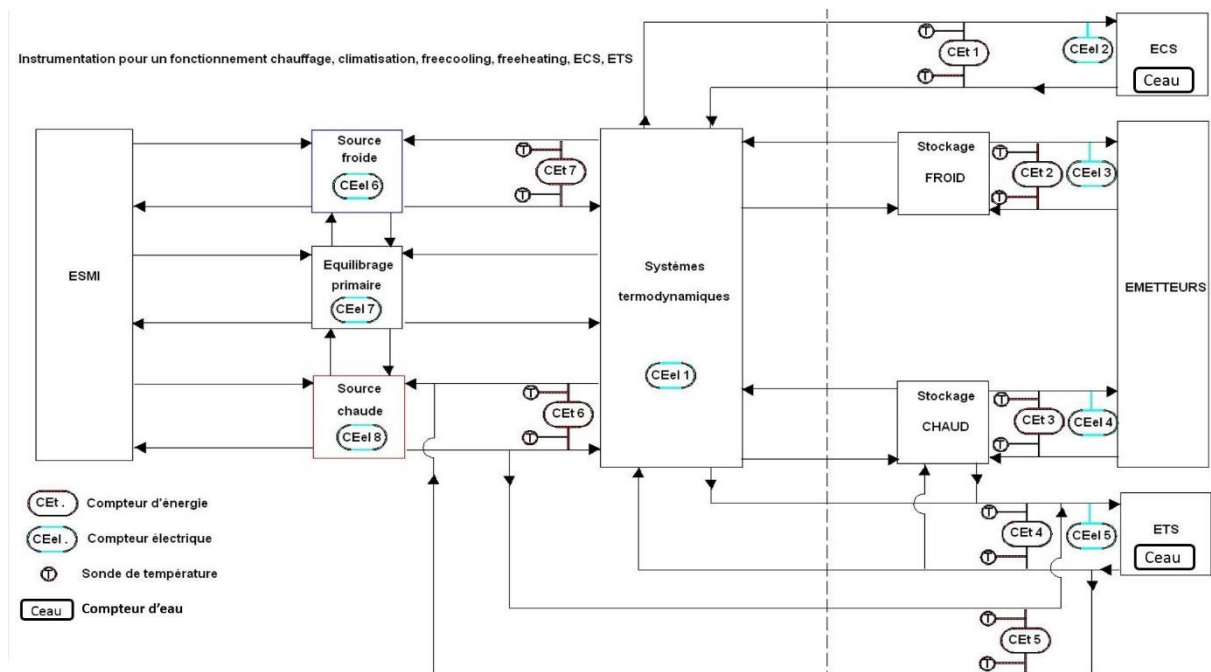 Instrumentation pour un fonctionnement chauffage, climatisation, freecooling, freeheating, ECS, ETS
T
CEt 1
T
CEel 2
ECS
Ceau
ESMI
Source
froide
CEel 6
T
CEt 7
T
Equilibrage
primaire
CEel 7
Source
chaude
CEel 8
T
CEt 6
T
Systèmes
termodynamiques
CEel 1
Stockage
FROID
T
CEt 2
T
CEel 3
EMETTEURS
Stockage
CHAUD
T
CEt 3
T
CEel 4
T
CEt 4
T
CEel 5
ETS
Ceau
T
CEt 5
T
CEt . Compteur d'énergie
CEel . Compteur électrique
T Sonde de température
Ceau Compteur d'eau